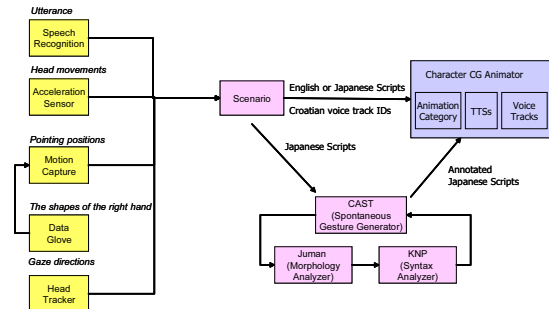 Utterance
Speech
Recognition
Head movements
Acceleration
Sensor
Pointing positions
Motion
Capture
The shapes of the right hand
Data
Glove
Gaze directions
Head
Tracker
Scenario
English or Japanese Scripts
Croatian voice track IDs
Japanese Scripts
Character CG Animator
Animation
Category
TTSs
Voice
Tracks
Annotated
Japanese Scripts
CAST
(Spontaneous
Gesture Generator)
Juman
(Morphology
Analyzer)
KNP
(Syntax
Analyzer)